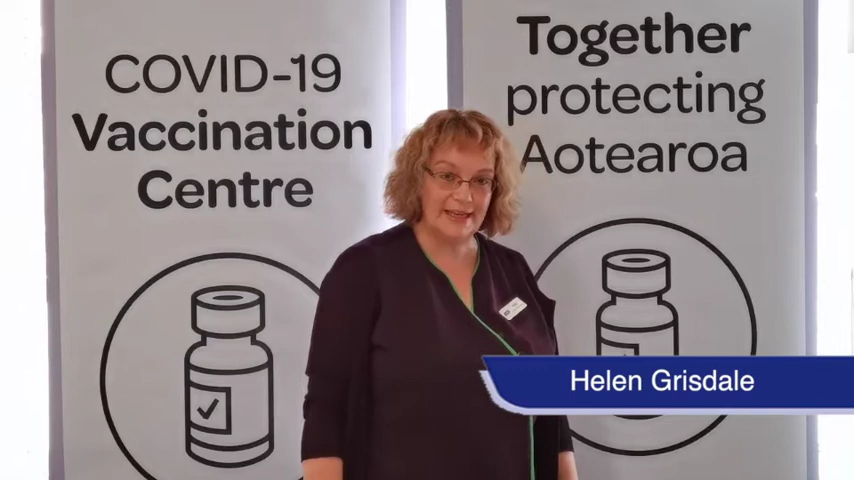 COVID-19
Vaccination
Centre
Together
protecting
Aotearoa
Helen Grisdale